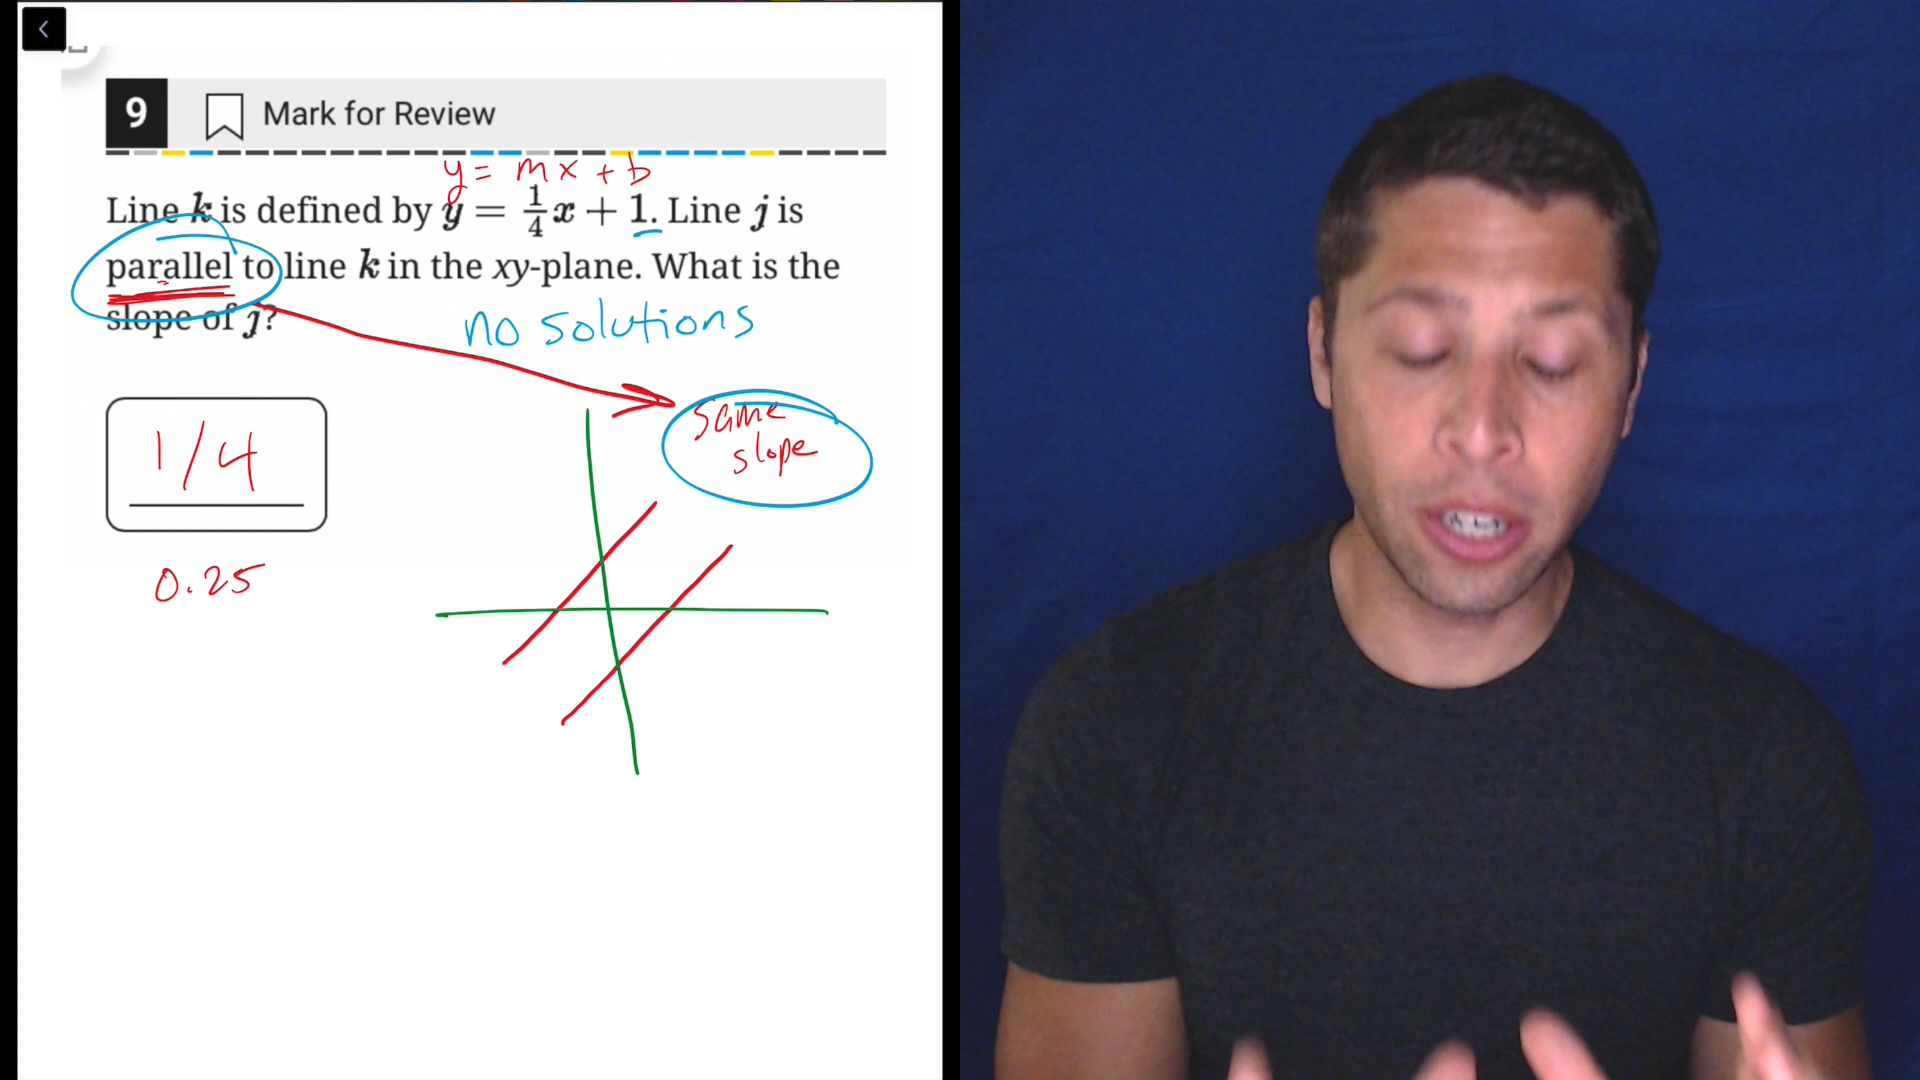 9 Mark for Review
y = mx + b
Line k is defined by y = 1/4 x + 1. Line j is
parallel to line k in the xy-plane. What is the
slope of j?
no solutions
same
slope
1/4
0.25